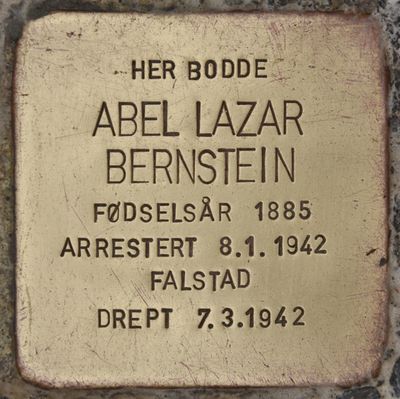 HER BODDE
ABEL LAZAR
BERNSTEIN
FØDSELSÅR 1885
ARRESTERT 8.1.1942
FALSTAD
DREPT 7.3.1942